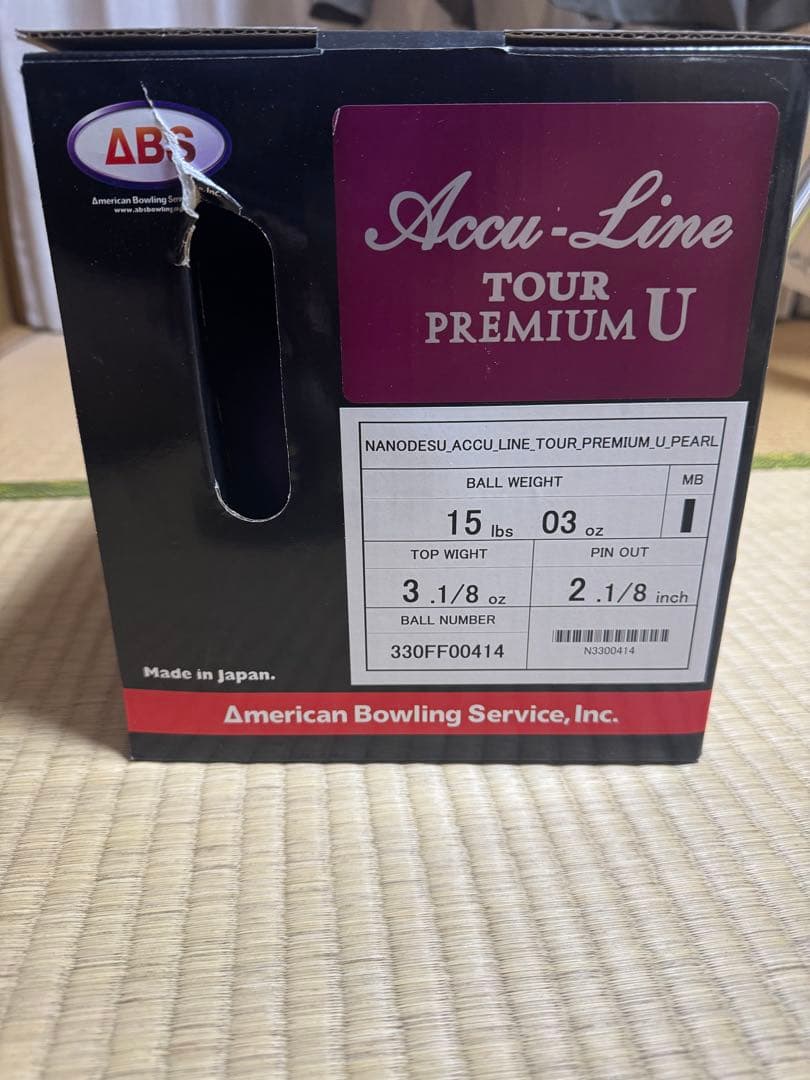 ABS
American Bowling
www.absbowling
Accu-Line
TOUR
PREMIUM U
NANODESU_ACCU_LINE_TOUR_PREMIUM_U_PEARL
BALL WEIGHT
MB
15 lbs 03 oz
I
TOP WIGHT
PIN OUT
3 .1/8 oz
2 .1/8 inch
BALL NUMBER
330FF00414
N3300414
Made in Japan.
American Bowling Service, Inc.